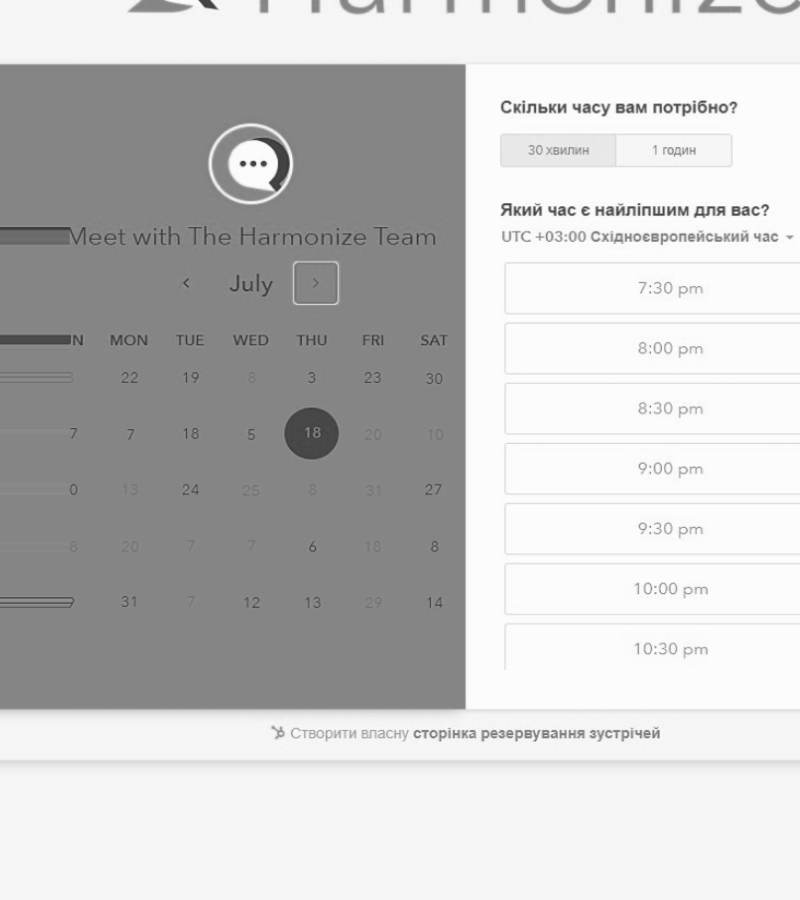 Harmonize
Meet with The Harmonize Team
July
N MON TUE WED THU FRI SAT
22 19 8 3 23 30
7 7 18 5 18 20 10
0 13 24 25 8 31 27
8 20 7 7 6 18 8
31 7 12 13 29 14
Скільки часу вам потрібно?
30 хвилин 1 годин
Який час є найліпшим для вас?
UTC +03:00 Східноєвропейський час
7:30 pm
8:00 pm
8:30 pm
9:00 pm
9:30 pm
10:00 pm
10:30 pm
Створити власну сторінка резервування зустрічей